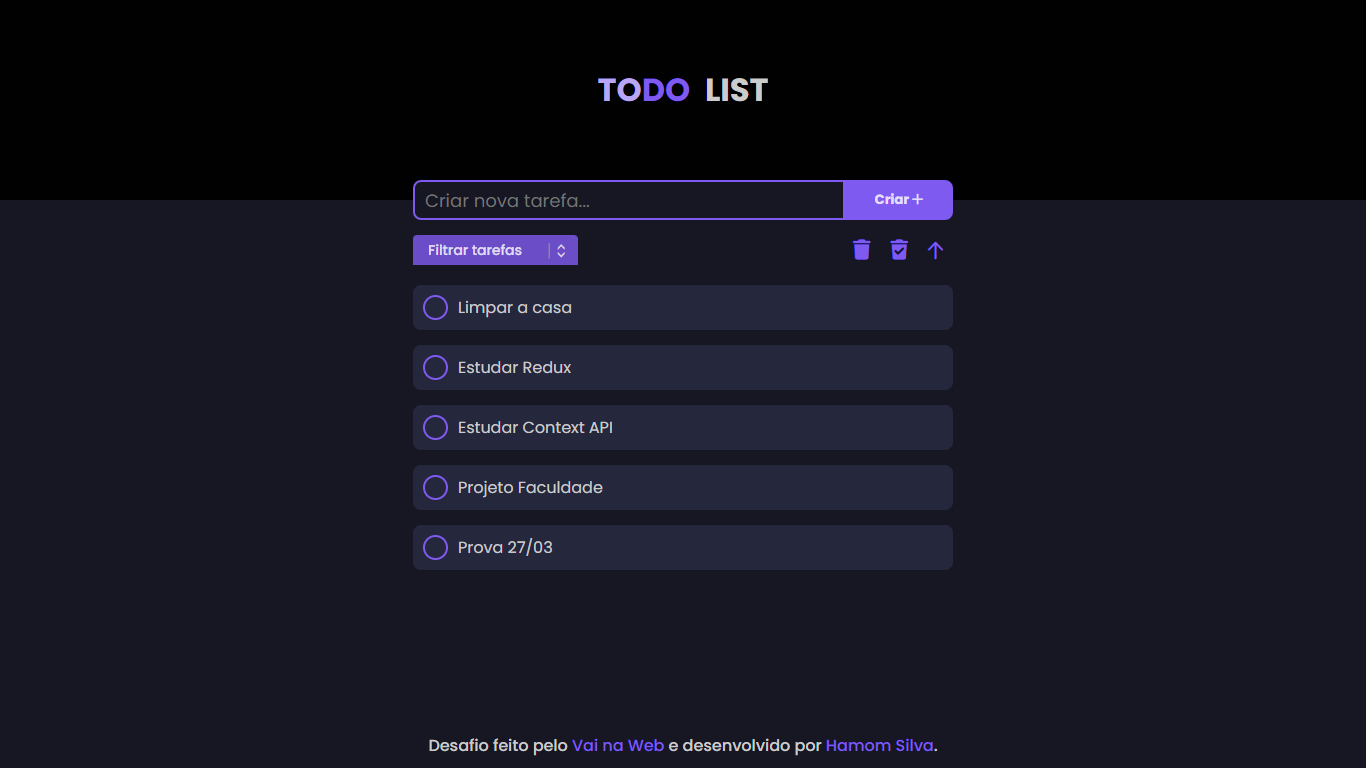 TODO LIST
Criar nova tarefa...
Criar+
Filtrar tarefas
Limpar a casa
Estudar Redux
Estudar Context API
Projeto Faculdade
Prova 27/03
Desafio feito pelo Vai na Web e desenvolvido por Hamom Silva.